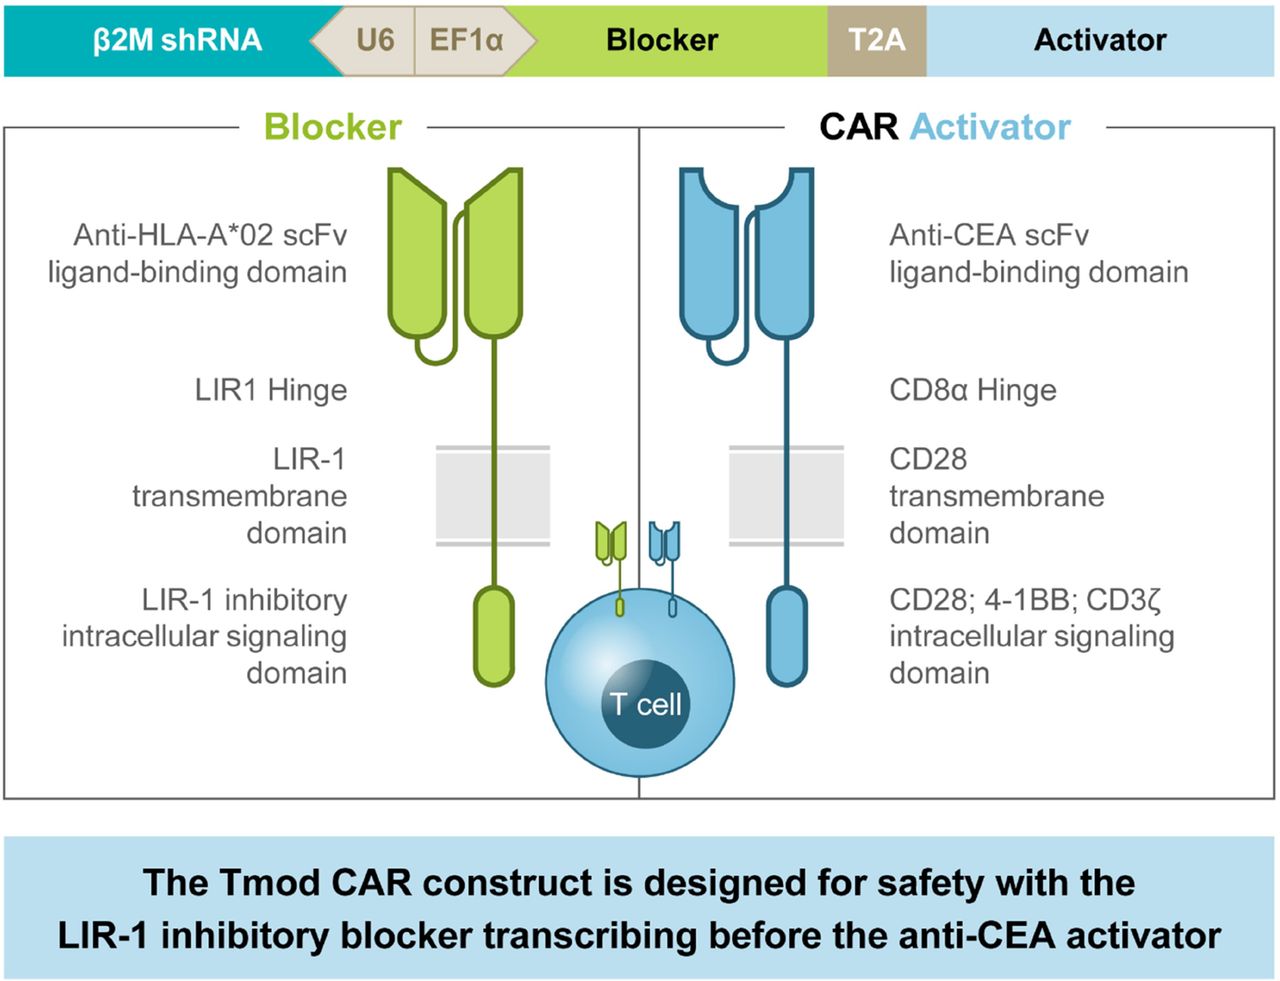 β2M shRNA
U6
EF1α
Blocker
T2A
Activator
Blocker
Anti-HLA-A*02 scFv
ligand-binding domain
LIR1 Hinge
LIR-1
transmembrane
domain
LIR-1 inhibitory
intracellular signaling
domain
CAR Activator
Anti-CEA scFv
ligand-binding domain
CD8α Hinge
CD28
transmembrane
domain
CD28; 4-1BB; CD3ζ
intracellular signaling
domain
T cell
The Tmod CAR construct is designed for safety with the
LIR-1 inhibitory blocker transcribing before the anti-CEA activator